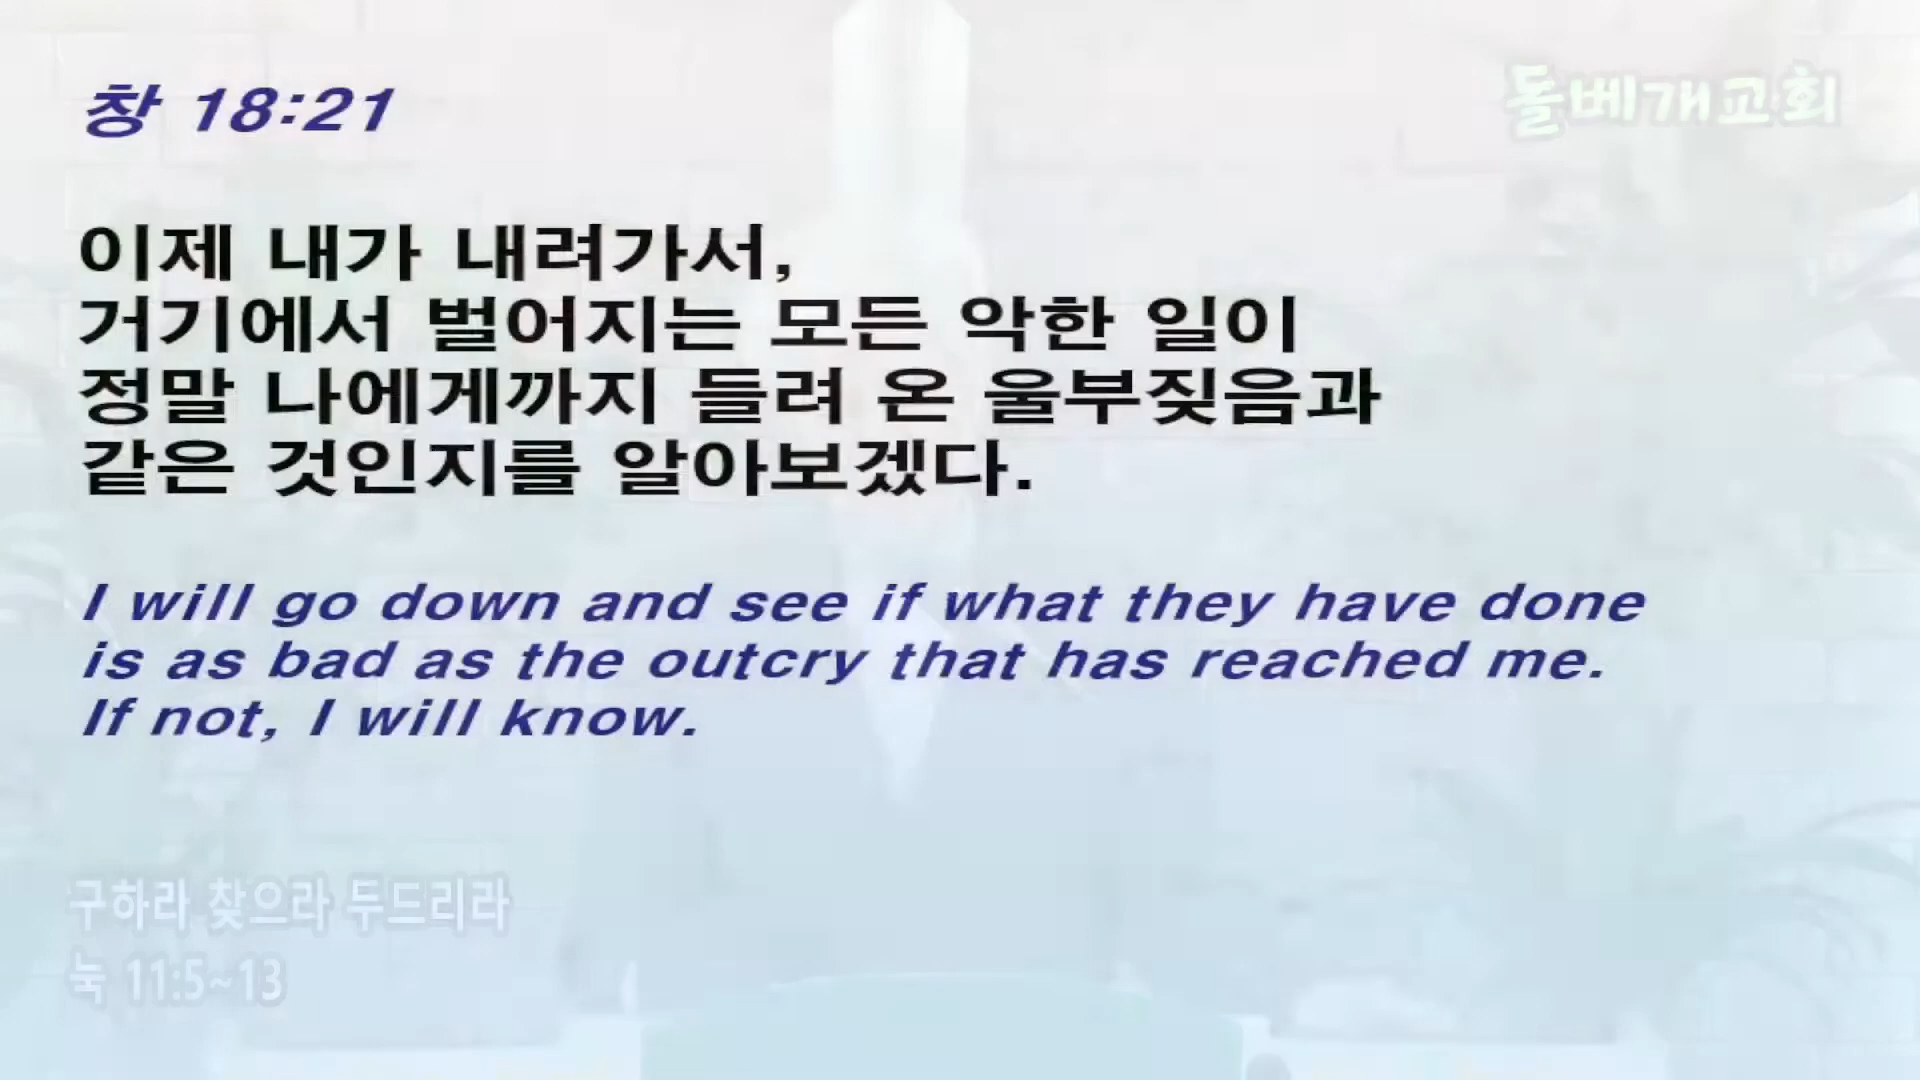 창 18:21
돌베개교회
이제 내가 내려가서,
거기에서 벌어지는 모든 악한 일이
정말 나에게까지 들려 온 울부짖음과
같은 것인지를 알아보겠다.
I will go down and see if what they have done
is as bad as the outcry that has reached me.
If not, I will know.
구하라 찾으라 두드리라
눅 11:5~13